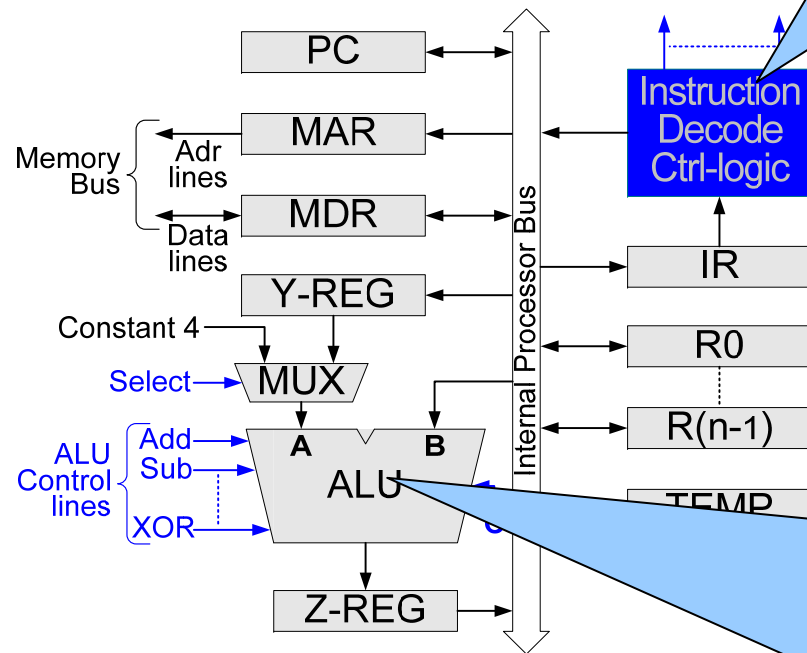 PC
MAR
Memory
Bus
Adr
lines
MDR
Data
lines
Y-REG
Constant 4
Select
MUX
ALU
Control
lines
Add
Sub
XOR
A
B
ALU
Z-REG
Internal Processor Bus
Instruction
Decode
Ctrl-logic
IR
R0
R(n-1)
TEMP